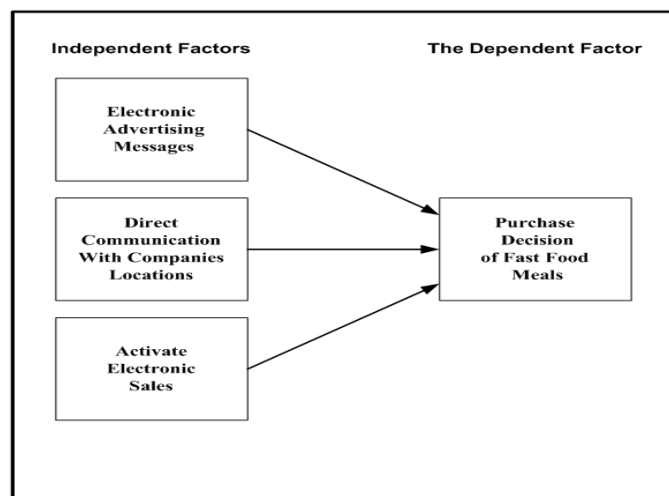 Independent Factors
The Dependent Factor
Electronic
Advertising
Messages
Direct
Communication
With Companies
Locations
Purchase
Decision
of Fast Food
Meals
Activate
Electronic
Sales